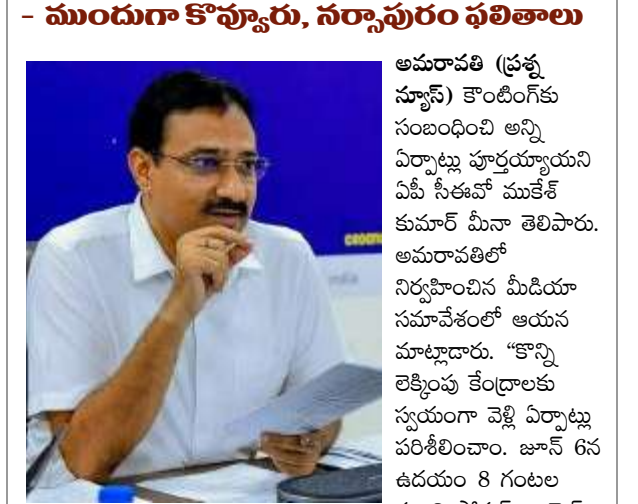 - ముందుగా కొవ్వూరు, నర్సాపురం ఫలితాలు
అమరావతి (ప్రశ్న
న్యూస్) కౌంటింగ్‌కు
సంబంధించి అన్ని
ఏర్పాట్లు పూర్తయ్యాయని
ఏపీ సీఈవో ముకేశ్
కుమార్ మీనా తెలిపారు.
అమరావతిలో
నిర్వహించిన మీడియా
సమావేశంలో ఆయన
మాట్లాడారు. “కొన్ని
లెక్కింపు కేంద్రాలకు
స్వయంగా వెళ్లి ఏర్పాట్లు
పరిశీలించాం. జూన్ 6న
ఉదయం 8 గంటల